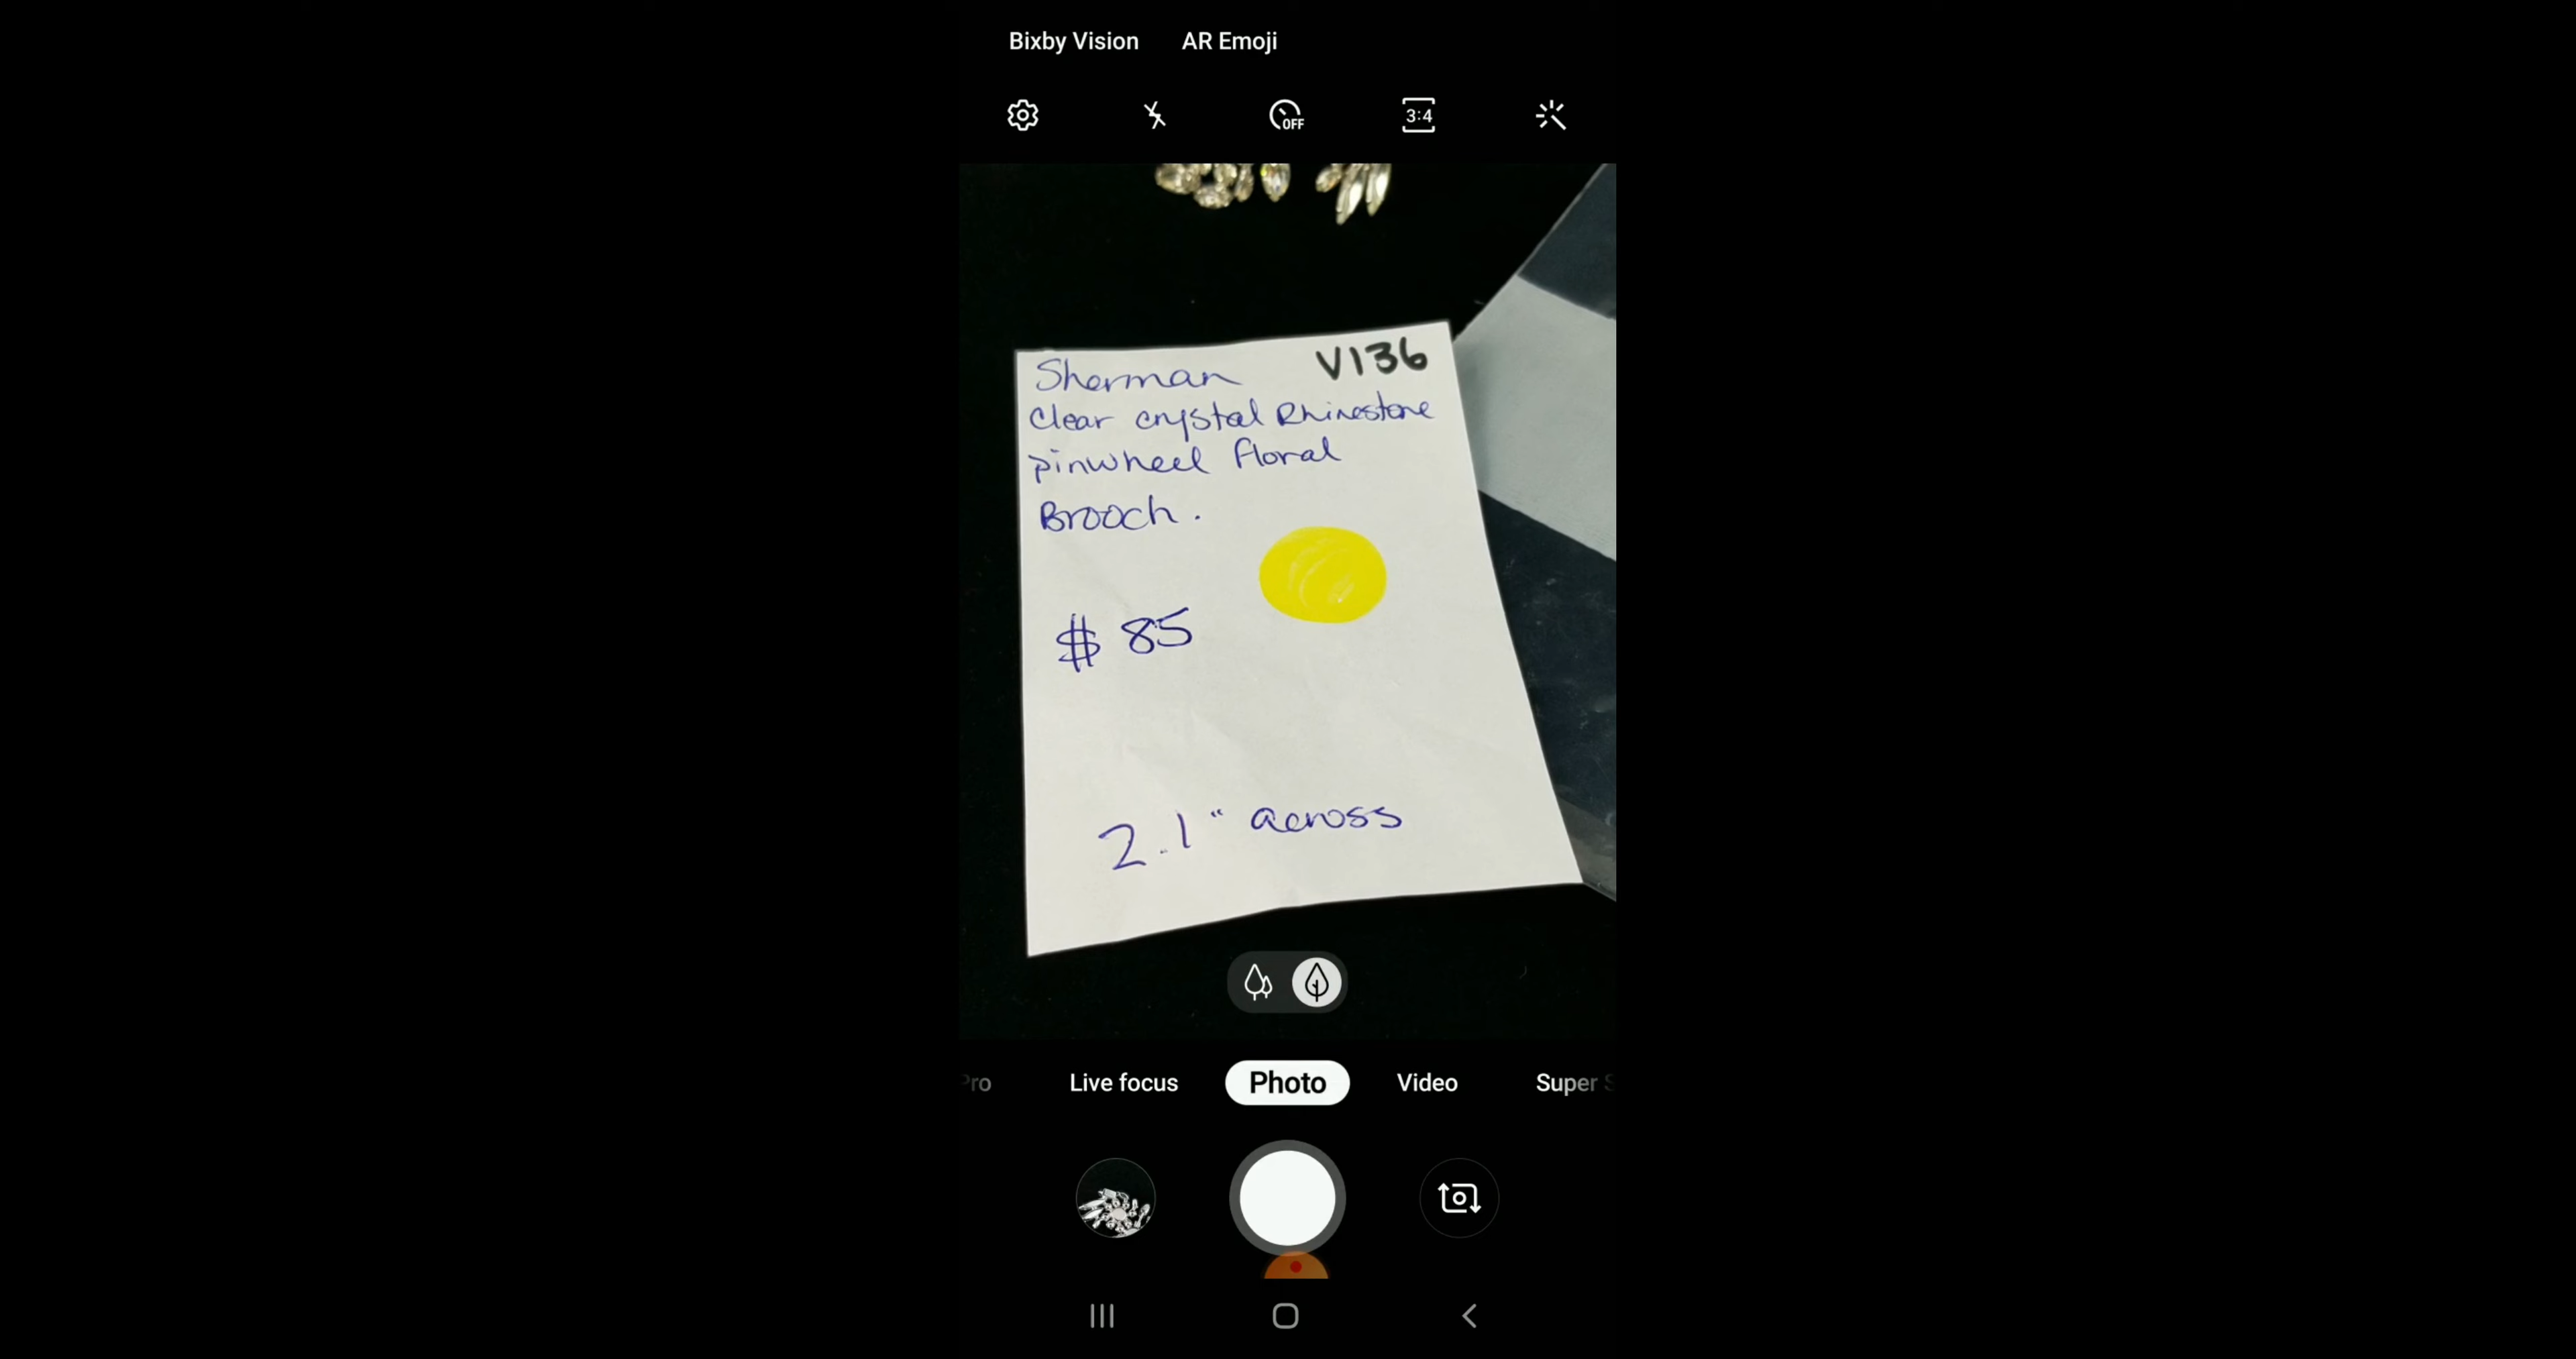 Bixby Vision AR Emoji
OFF 3:4
V136
Sherman
Clear crystal Rhinestone
pinwheel floral
Brooch.
$ 85
2.1" across
Live focus Photo Video Super